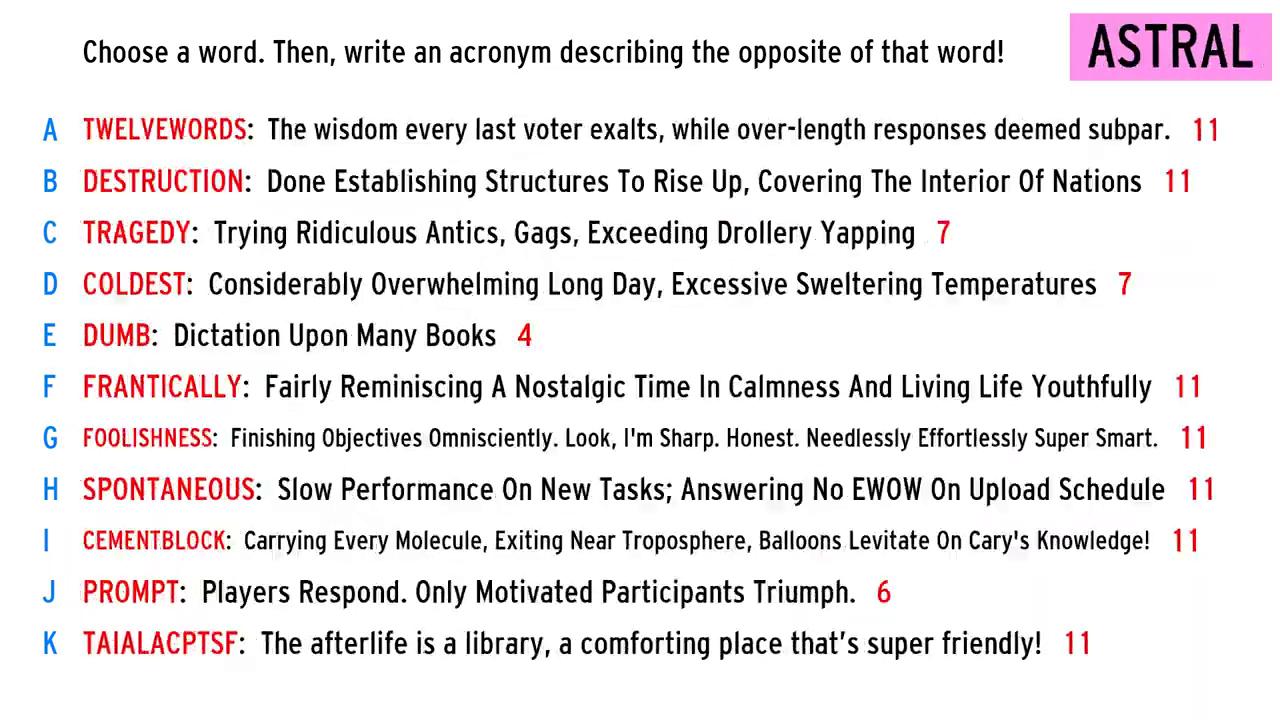 Choose a word. Then, write an acronym describing the opposite of that word!
ASTRAL
A TWELVEWORDS: The wisdom every last voter exalts, while over-length responses deemed subpar. 11
B DESTRUCTION: Done Establishing Structures To Rise Up, Covering The Interior Of Nations 11
C TRAGEDY: Trying Ridiculous Antics, Gags, Exceeding Drollery Yapping 7
D COLDEST: Considerably Overwhelming Long Day, Excessive Sweltering Temperatures 7
E DUMB: Dictation Upon Many Books 4
F FRANTICALLY: Fairly Reminiscing A Nostalgic Time In Calmness And Living Life Youthfully 11
G FOOLISHNESS: Finishing Objectives Omnisciently. Look, I'm Sharp. Honest. Needlessly Effortlessly Super Smart. 11
H SPONTANEOUS: Slow Performance On New Tasks; Answering No EWOW On Upload Schedule 11
I CEMENTBLOCK: Carrying Every Molecule, Exiting Near Troposphere, Balloons Levitate On Cary's Knowledge! 11
J PROMPT: Players Respond. Only Motivated Participants Triumph. 6
K TAIALACPTSF: The afterlife is a library, a comforting place that's super friendly! 11